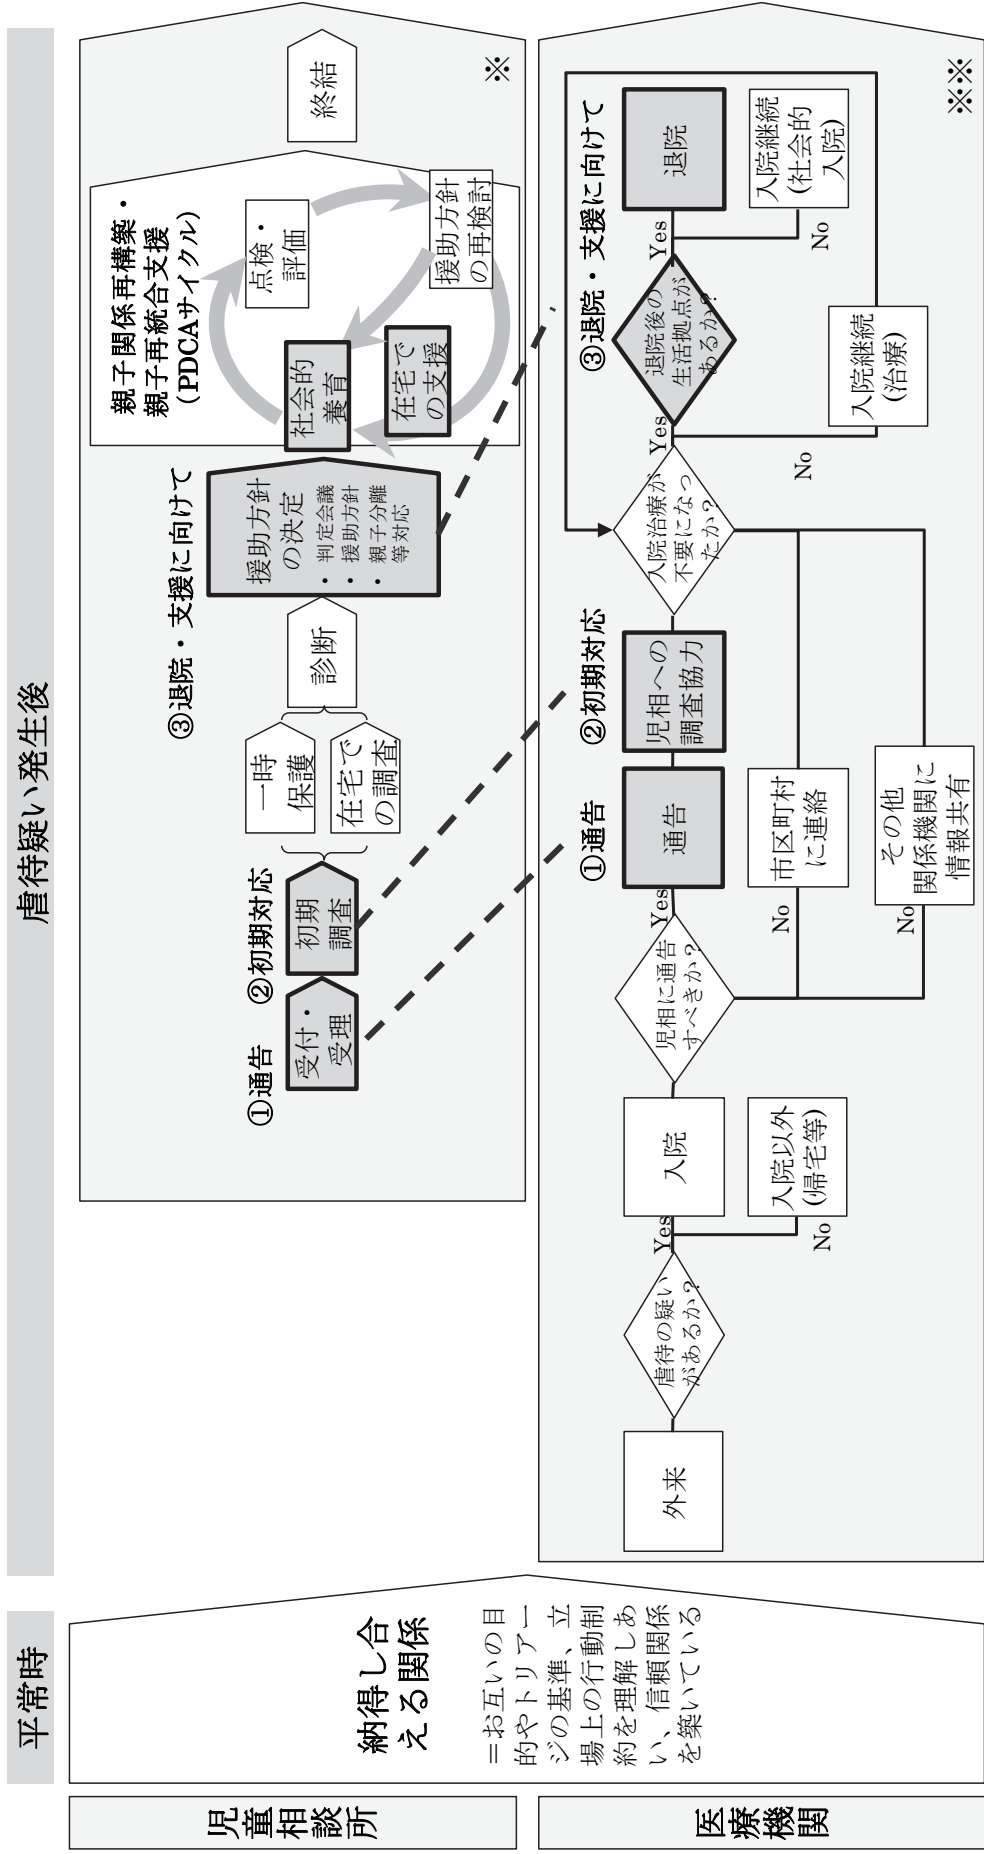 平常時
虐待疑い発生後
児童相談所
納得し合
える関係
＝お互いの目
的やトリアー
ジの基準、立
場上の行動制
約を理解しあ
い、信頼関係
を築いている
①通告
受付・
受理
②初期対応
初期
調査
一時
保護
在宅で
の調査
診断
③退院・支援に向けて
援助方針
の決定
・ 判定会議
・ 援助方針
・ 親子分離
等対応
親子関係再構築・
親子再統合支援
（PDCAサイクル）
社会的
養育
在宅で
の支援
点検・
評価
援助方針
の再検討
終結
※
医療機関
外来
虐待の疑い
があるか？
Yes
No
入院
入院以外
(帰宅等)
児相に通告
すべきか？
Yes
No
No
①通告
通告
市区町村
に連絡
その他
関係機関に
情報共有
②初期対応
児相への
調査協力
入院治療が
不要になっ
たか？
Yes
No
入院継続
(治療)
③退院・支援に向けて
退院後の
生活拠点が
あるか？
Yes
No
退院
入院継続
(社会的
入院)
※※